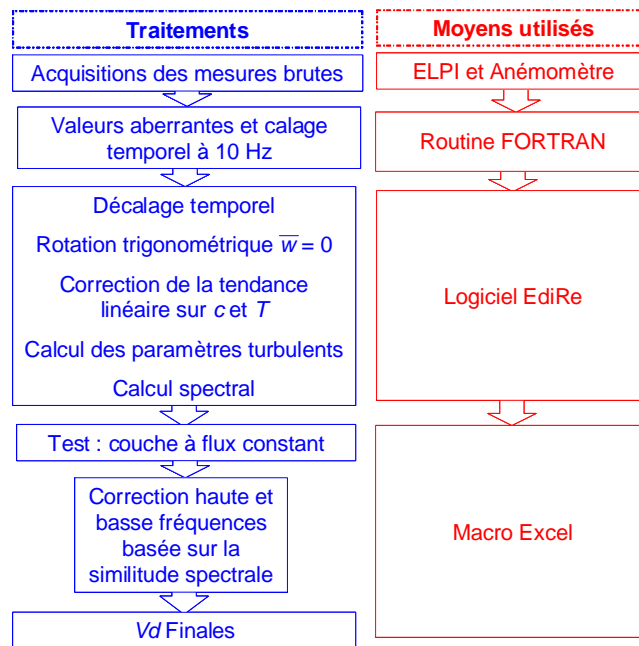 Traitements
Acquisitions des mesures brutes
Valeurs aberrantes et calage
temporel à 10 Hz
Décalage temporel
Rotation trigonométrique w̅ = 0
Correction de la tendance
linéaire sur c et T
Calcul des paramètres turbulents
Calcul spectral
Test : couche à flux constant
Correction haute et
basse fréquences
basée sur la
similitude spectrale
Vd Finales
Moyens utilisés
ELPI et Anémomètre
Routine FORTRAN
Logiciel EdiRe
Macro Excel